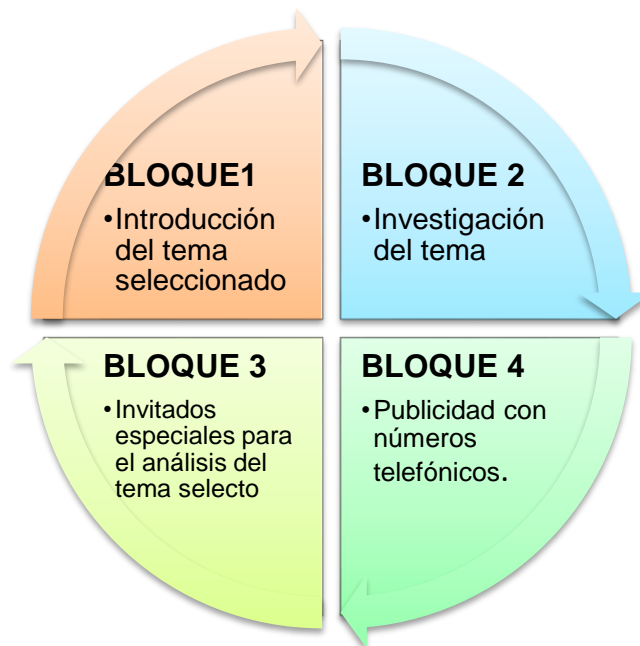 BLOQUE1
•Introducción
del tema
seleccionado
BLOQUE 2
•Investigación
del tema
BLOQUE 3
•Invitados
especiales para
el análisis del
tema selecto
BLOQUE 4
•Publicidad con
números
telefónicos.